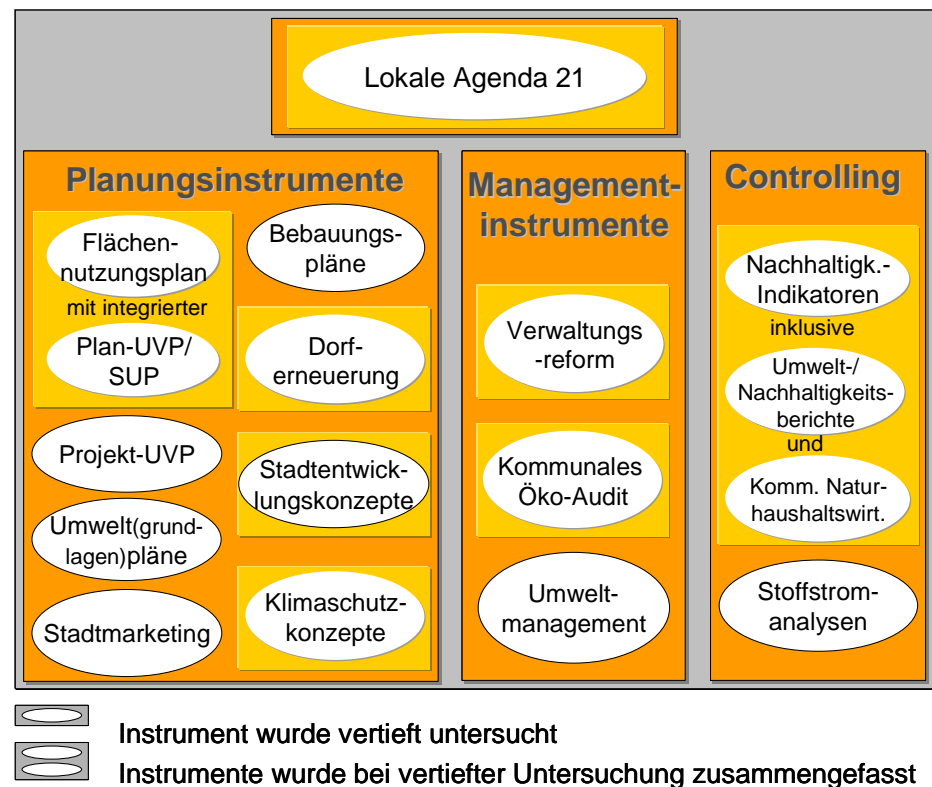 Lokale Agenda 21
Planungsinstrumente
Flächen-
nutzungsplan
mit integrierter
Plan-UVP/
SUP
Projekt-UVP
Umwelt(grund-
lagen)pläne
Stadtmarketing
Bebauungs-
pläne
Dorf-
erneuerung
Stadtentwick-
lungskonzepte
Klimaschutz-
konzepte
Management-
instrumente
Verwaltungs
-reform
Kommunales
Öko-Audit
Umwelt-
management
Controlling
Nachhaltigk.-
Indikatoren
inklusive
Umwelt-/
Nachhaltigkeits-
berichte
und
Komm. Natur-
haushaltswirt.
Stoffstrom-
analysen
Instrument wurde vertieft untersucht
Instrumente wurde bei vertiefter Untersuchung zusammengefasst